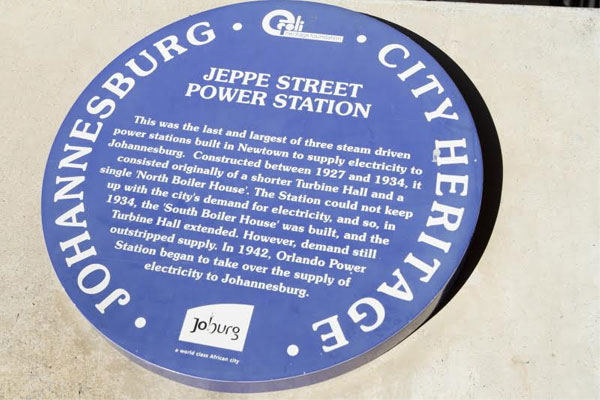 JOHANNESBURG • CITY HERITAGE •
JEPPE STREET
POWER STATION
This was the last and largest of three steam driven
power stations built in Newtown to supply electricity to
Johannesburg. Constructed between 1927 and 1934, it
consisted originally of a shorter Turbine Hall and a
single 'North Boiler House'. The Station could not keep
up with the city's demand for electricity, and so, in
1934, the 'South Boiler House' was built, and the
Turbine Hall extended. However, demand still
outstripped supply. In 1942, Orlando Power
Station began to take over the supply of
electricity to Johannesburg.
Joburg
a world class African city